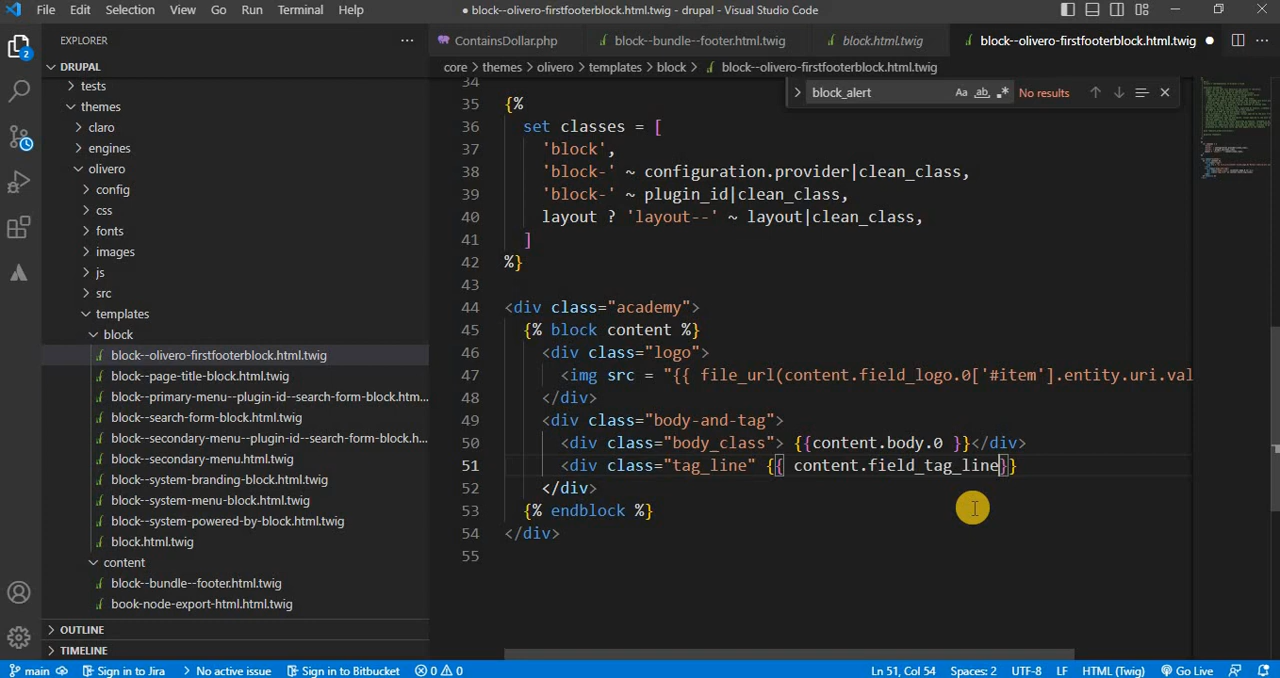 File Edit Selection View Go Run Terminal Help
● block--olivero-firstfooterblock.html.twig - drupal - Visual Studio Code
EXPLORER
DRUPAL
tests
themes
claro
engines
olivero
config
css
fonts
images
js
src
templates
block
block--olivero-firstfooterblock.html.twig
block--page-title-block.html.twig
block--primary-menu--plugin-id--search-form-block.htm...
block--search-form-block.html.twig
block--secondary-menu--plugin-id--search-form-block.h...
block--secondary-menu.html.twig
block--system-branding-block.html.twig
block--system-menu-block.html.twig
block--system-powered-by-block.html.twig
block.html.twig
content
block--bundle--footer.html.twig
book-node-export-html.html.twig
OUTLINE
TIMELINE
ContainsDollar.php block--bundle--footer.html.twig block.html.twig block--olivero-firstfooterblock.html.twig ●
core > themes > olivero > templates > block > block--olivero-firstfooterblock.html.twig
block_alert Aa ab .* No results
34
35 {%
36 set classes = [
37 'block',
38 'block-' ~ configuration.provider|clean_class,
39 'block-' ~ plugin_id|clean_class,
40 layout ? 'layout--' ~ layout|clean_class,
41 ]
42 %}
43
44 <div class="academy">
45 {% block content %}
46 <div class="logo">
47 <img src = "{{ file_url(content.field_logo.0['#item'].entity.uri.val
48 </div>
49 <div class="body-and-tag">
50 <div class="body_class"> {{content.body.0 }}</div>
51 <div class="tag_line" {{ content.field_tag_line}}
52 </div>
53 {% endblock %}
54 </div>
55
2
main Sign in to Jira > No active issue Sign in to Bitbucket 0 0 Ln 51, Col 54 Spaces: 2 UTF-8 LF HTML (Twig) Go Live